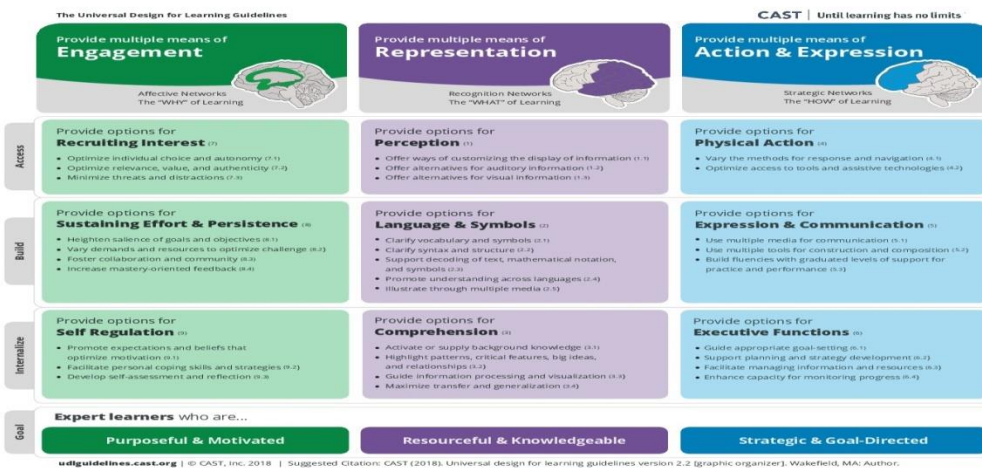 The Universal Design for Learning Guidelines
CAST | Until learning has no limits
Provide multiple means of
Engagement
Affective Networks
The "WHY" of Learning
Provide multiple means of
Representation
Recognition Networks
The "WHAT" of Learning
Provide multiple means of
Action & Expression
Strategic Networks
The "HOW" of Learning
Access
Provide options for
Recruiting Interest (7)
• Optimize individual choice and autonomy (7.1)
• Optimize relevance, value, and authenticity (7.2)
• Minimize threats and distractions (7.3)
Provide options for
Perception (1)
• Offer ways of customizing the display of information (1.1)
• Offer alternatives for auditory information (1.2)
• Offer alternatives for visual information (1.3)
Provide options for
Physical Action (4)
• Vary the methods for response and navigation (4.1)
• Optimize access to tools and assistive technologies (4.2)
Build
Provide options for
Sustaining Effort & Persistence (8)
• Heighten salience of goals and objectives (8.1)
• Vary demands and resources to optimize challenge (8.2)
• Foster collaboration and community (8.3)
• Increase mastery-oriented feedback (8.4)
Provide options for
Language & Symbols (2)
• Clarify vocabulary and symbols (2.1)
• Clarify syntax and structure (2.2)
• Support decoding of text, mathematical notation,
and symbols (2.3)
• Promote understanding across languages (2.4)
• Illustrate through multiple media (2.5)
Provide options for
Expression & Communication (5)
• Use multiple media for communication (5.1)
• Use multiple tools for construction and composition (5.2)
• Build fluencies with graduated levels of support for
practice and performance (5.3)
Internalize
Provide options for
Self Regulation (9)
• Promote expectations and beliefs that
optimize motivation (9.1)
• Facilitate personal coping skills and strategies (9.2)
• Develop self-assessment and reflection (9.3)
Provide options for
Comprehension (3)
• Activate or supply background knowledge (3.1)
• Highlight patterns, critical features, big ideas,
and relationships (3.2)
• Guide information processing and visualization (3.3)
• Maximize transfer and generalization (3.4)
Provide options for
Executive Functions (6)
• Guide appropriate goal-setting (6.1)
• Support planning and strategy development (6.2)
• Facilitate managing information and resources (6.3)
• Enhance capacity for monitoring progress (6.4)
Goal
Expert learners who are...
Purposeful & Motivated
Resourceful & Knowledgeable
Strategic & Goal-Directed
udlguidelines.cast.org | © CAST, Inc. 2018 | Suggested Citation: CAST (2018). Universal design for learning guidelines version 2.2 [graphic organizer]. Wakefield, MA: Author.